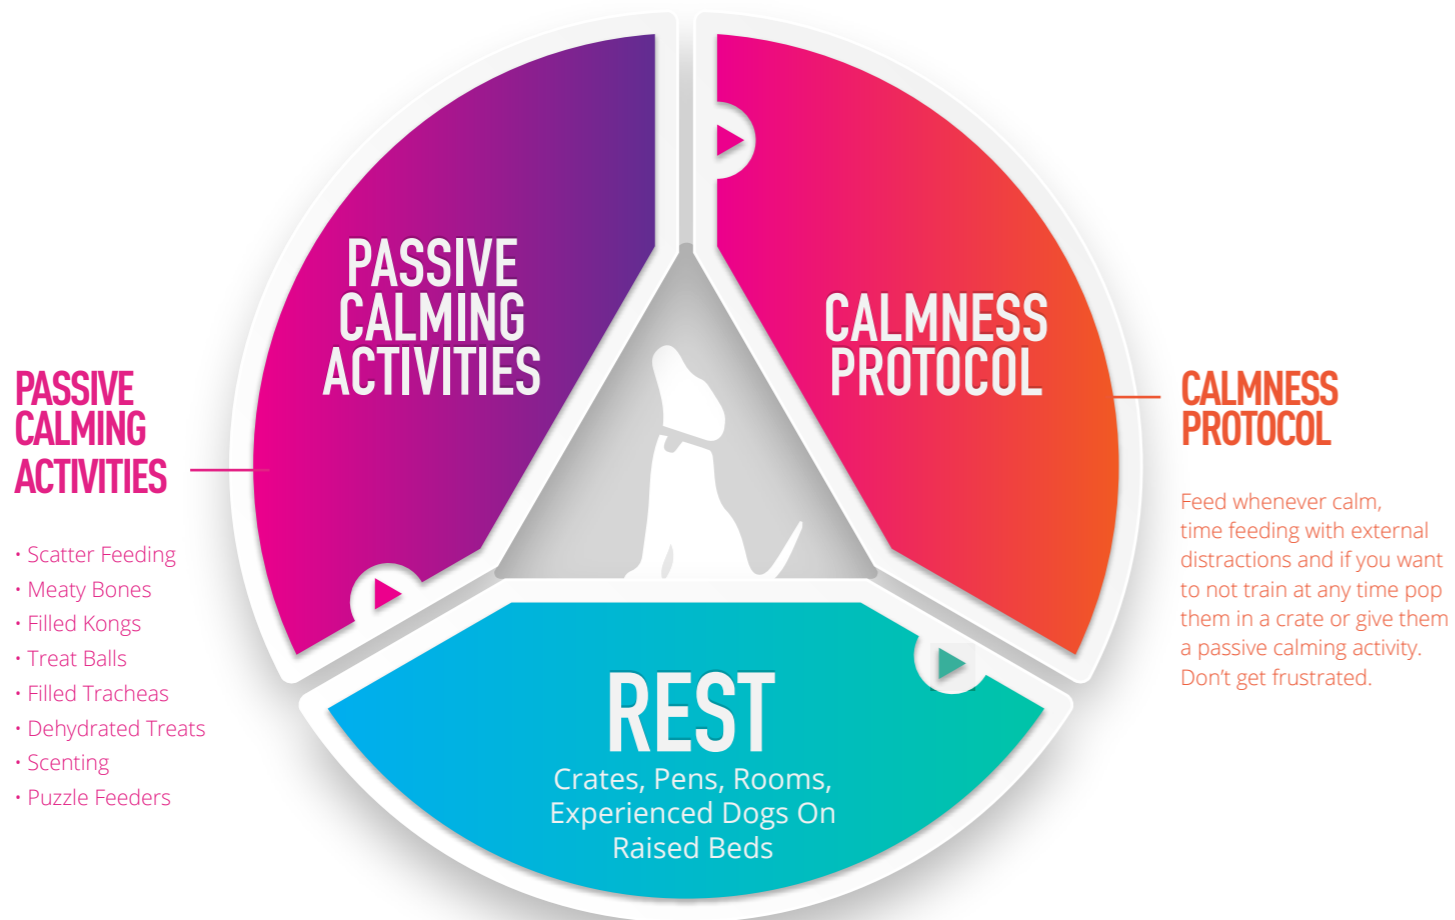 PASSIVE
CALMING
ACTIVITIES
CALMNESS
PROTOCOL
REST
Crates, Pens, Rooms,
Experienced Dogs On
Raised Beds
PASSIVE
CALMING
ACTIVITIES
• Scatter Feeding
• Meaty Bones
• Filled Kongs
• Treat Balls
• Filled Tracheas
• Dehydrated Treats
• Scenting
• Puzzle Feeders
CALMNESS
PROTOCOL
Feed whenever calm,
time feeding with external
distractions and if you want
to not train at any time pop
them in a crate or give them
a passive calming activity.
Don’t get frustrated.